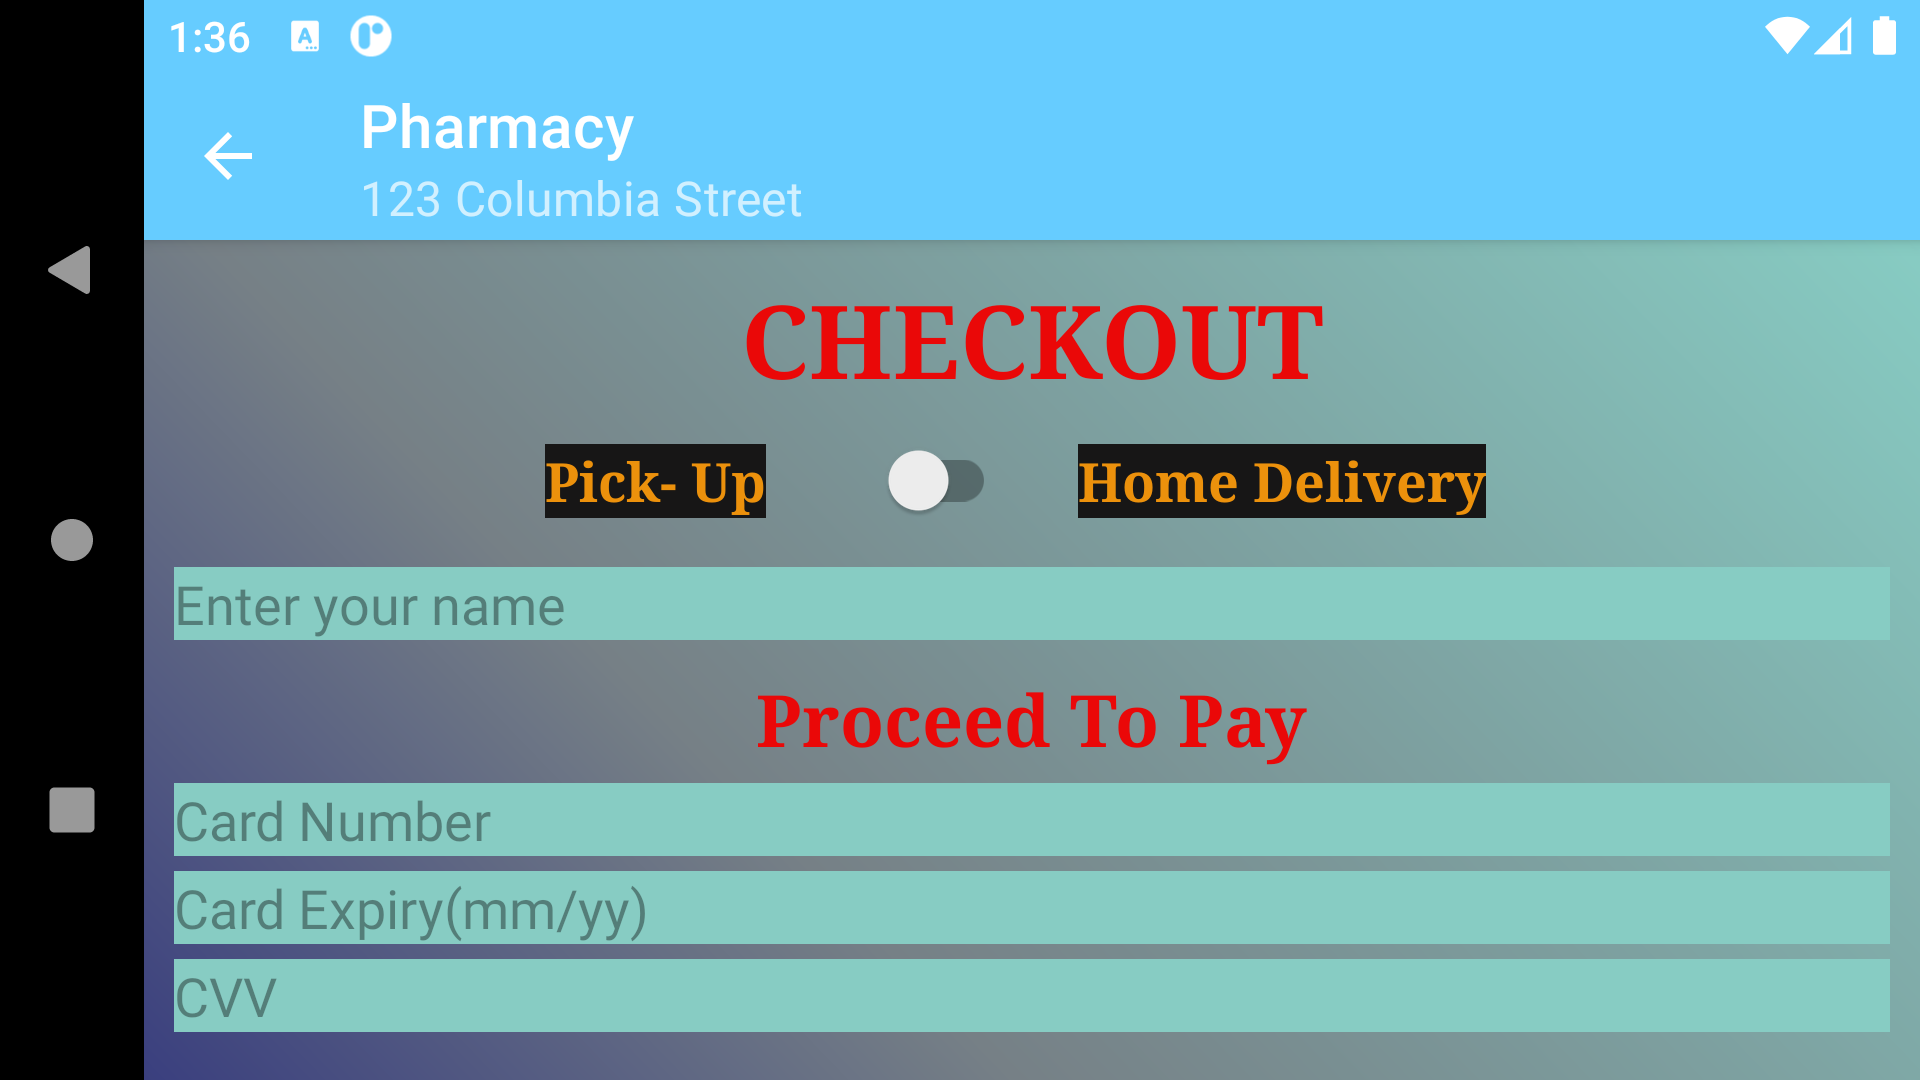 1:36
Pharmacy
123 Columbia Street
CHECKOUT
Pick- Up Home Delivery
Enter your name
Proceed To Pay
Card Number
Card Expiry(mm/yy)
CVV